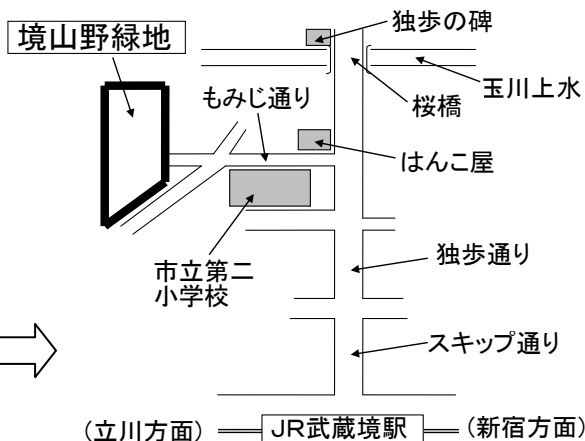 独歩の碑
境山野緑地
玉川上水
もみじ通り
桜橋
はんこ屋
独歩通り
市立第二
小学校
スキップ通り
(立川方面)
JR武蔵境駅
(新宿方面)